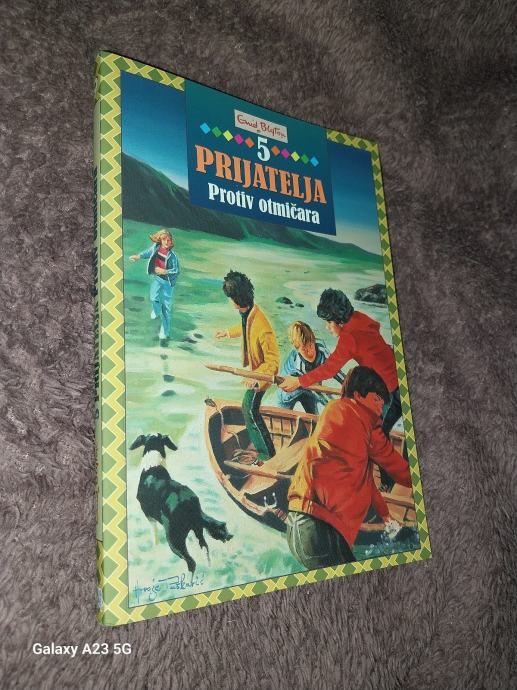 Enid Blyton
5
PRIJATELJA
Protiv otmičara
Galaxy A23 5G